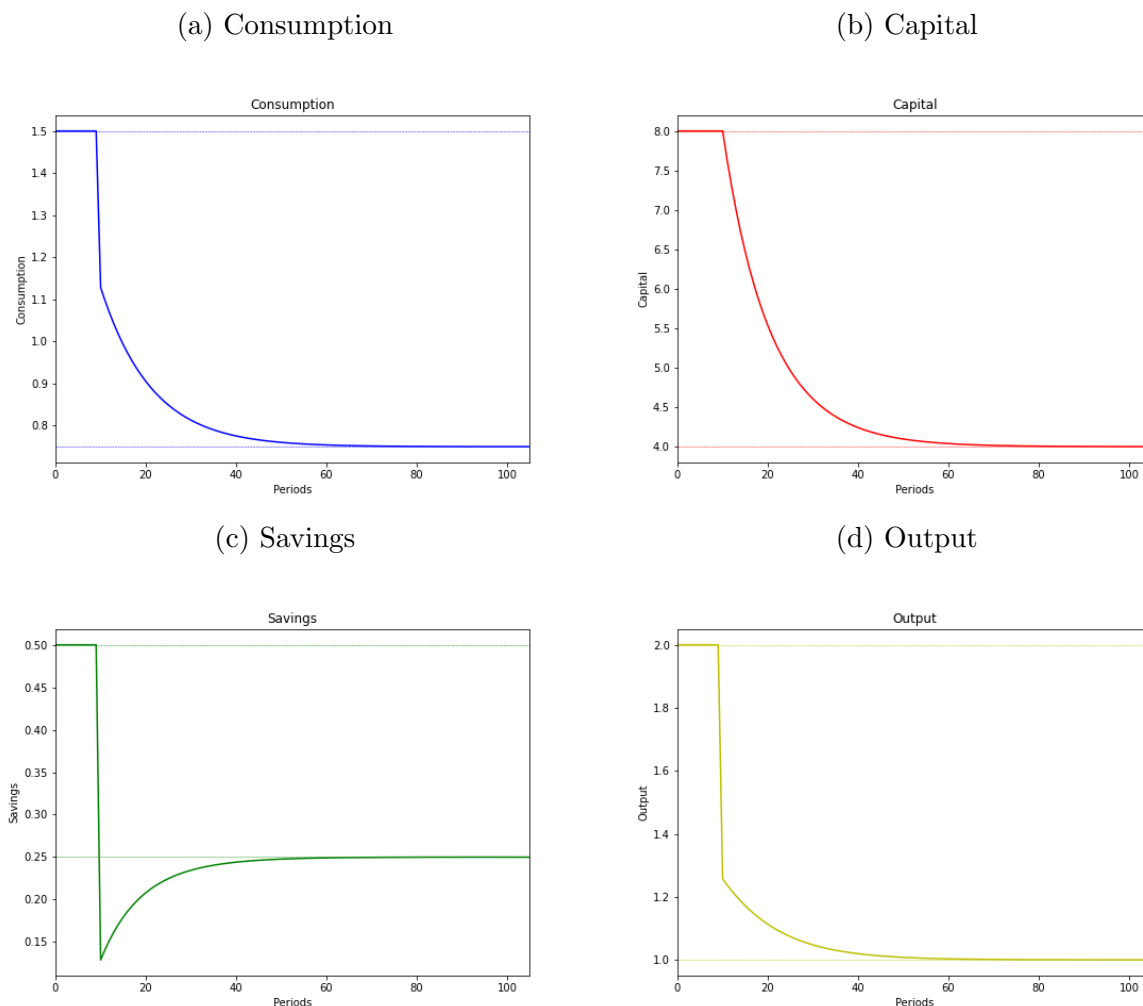 (a) Consumption
Consumption
Consumption
1.5
1.4
1.3
1.2
1.1
1.0
0.9
0.8
0 20 40 60 80 100
Periods
(b) Capital
Capital
Capital
8.0
7.5
7.0
6.5
6.0
5.5
5.0
4.5
4.0
0 20 40 60 80 100
Periods
(c) Savings
Savings
Savings
0.50
0.45
0.40
0.35
0.30
0.25
0.20
0.15
0 20 40 60 80 100
Periods
(d) Output
Output
Output
2.0
1.8
1.6
1.4
1.2
1.0
0 20 40 60 80 100
Periods